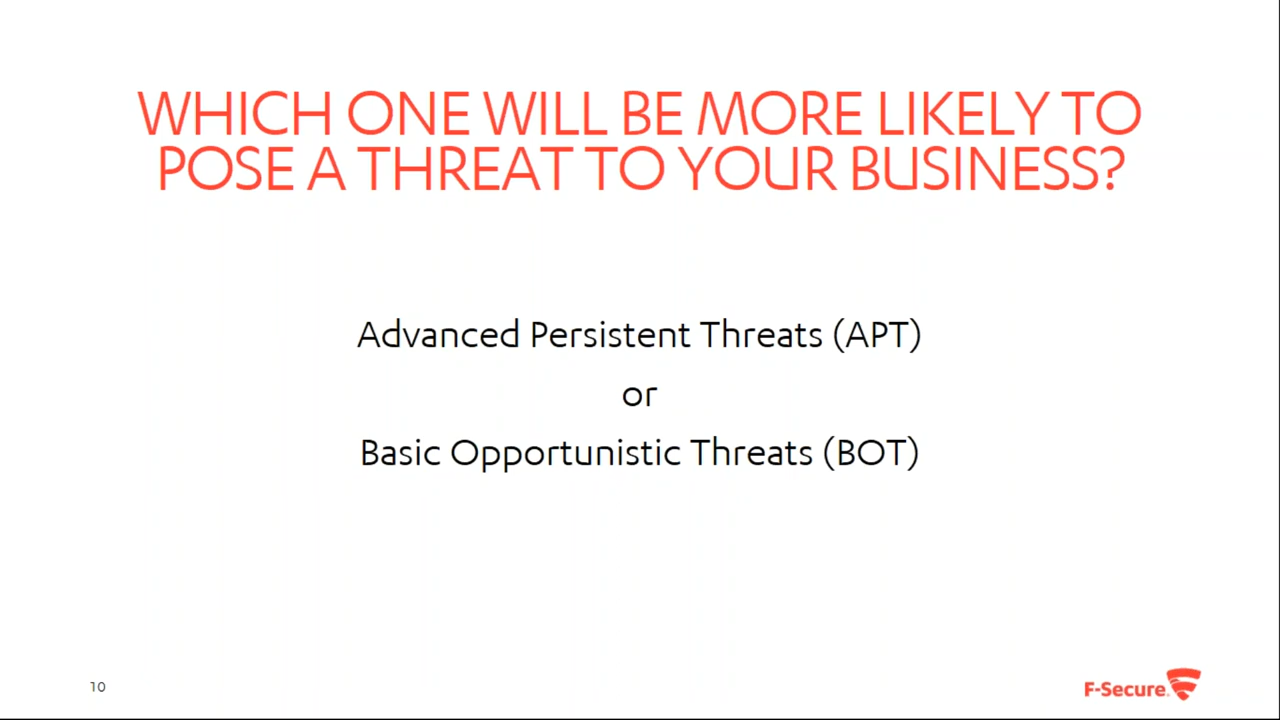 WHICH ONE WILL BE MORE LIKELY TO
POSE A THREAT TO YOUR BUSINESS?
Advanced Persistent Threats (APT)
or
Basic Opportunistic Threats (BOT)
10
F-Secure.